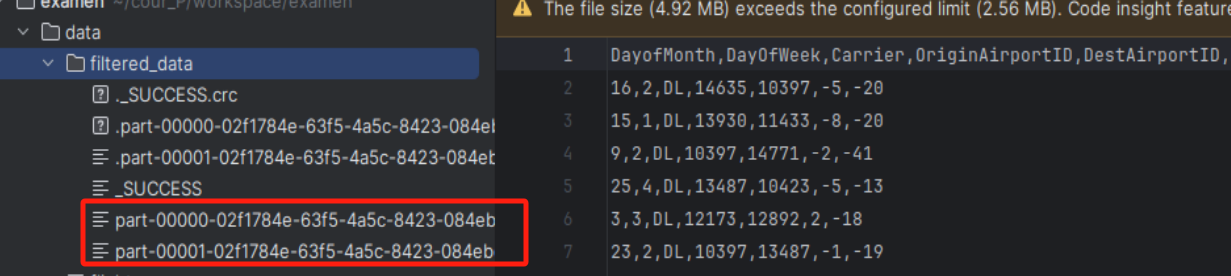 examen ~/cour_P/workspace/examen
data
filtered_data
._SUCCESS.crc
.part-00000-02f1784e-63f5-4a5c-8423-084eb
.part-00001-02f1784e-63f5-4a5c-8423-084eb
_SUCCESS
part-00000-02f1784e-63f5-4a5c-8423-084eb
part-00001-02f1784e-63f5-4a5c-8423-084eb
The file size (4.92 MB) exceeds the configured limit (2.56 MB). Code insight feature
1 DayofMonth,DayOfWeek,Carrier,OriginAirportID,DestAirportID,
2 16,2,DL,14635,10397,-5,-20
3 15,1,DL,13930,11433,-8,-20
4 9,2,DL,10397,14771,-2,-41
5 25,4,DL,13487,10423,-5,-13
6 3,3,DL,12173,12892,2,-18
7 23,2,DL,10397,13487,-1,-19